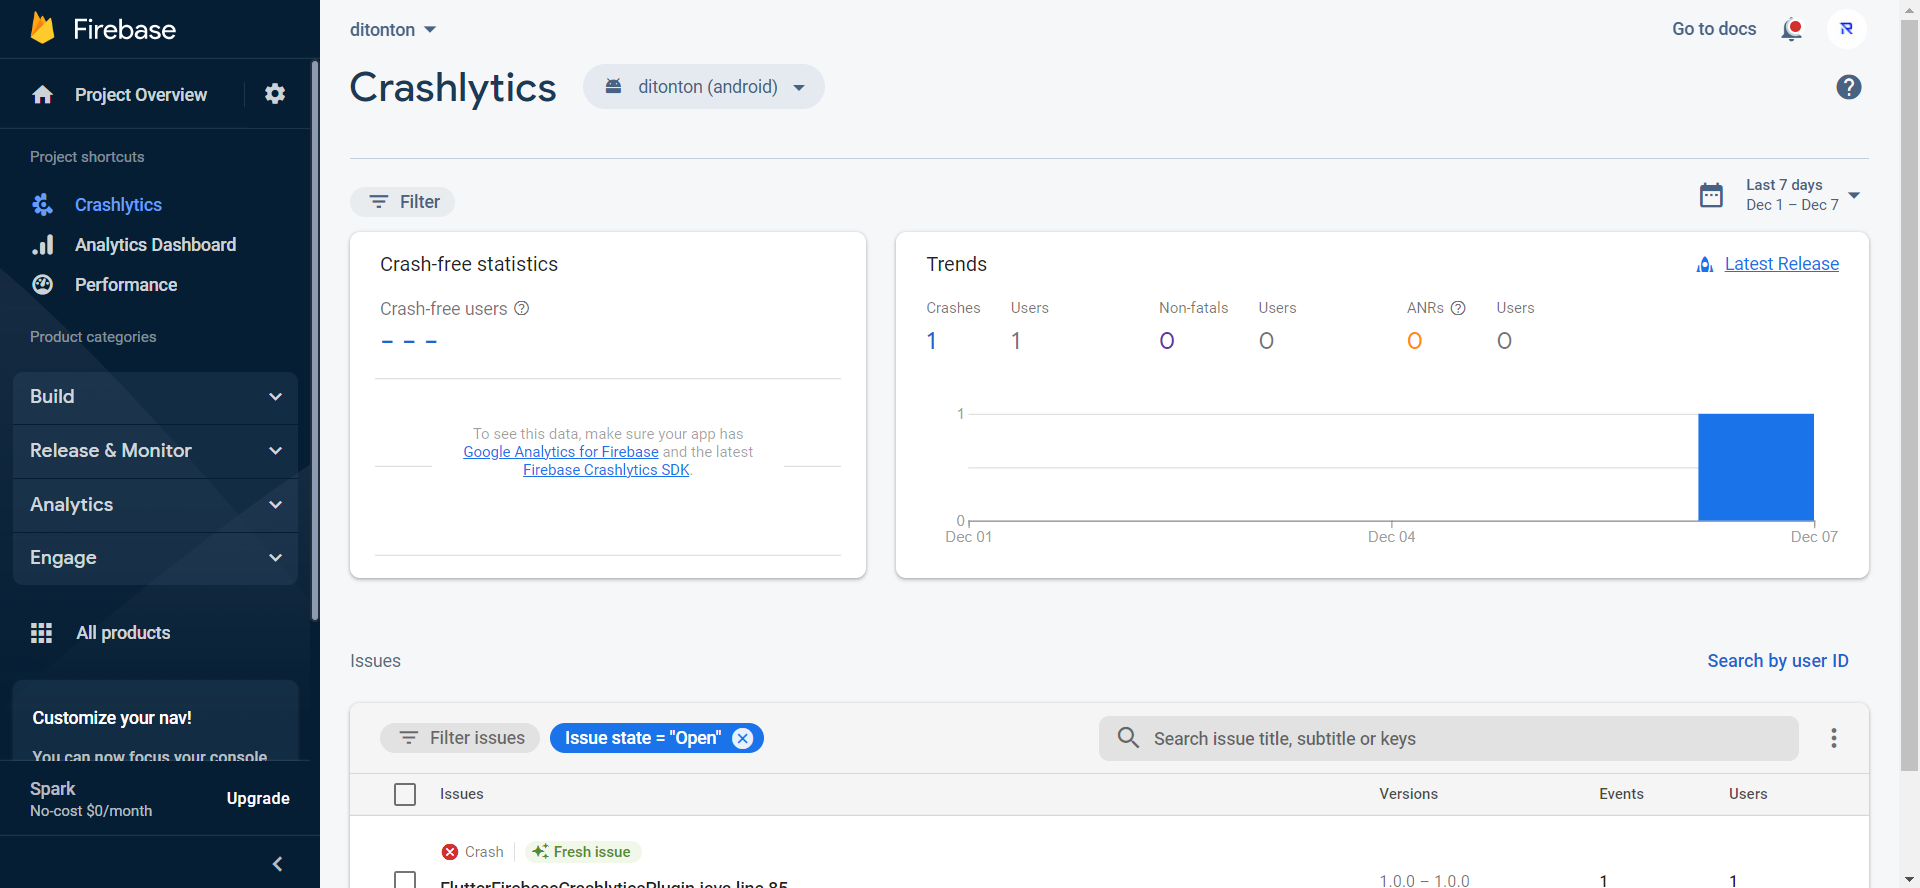 Firebase
Project Overview
Project shortcuts
Crashlytics
Analytics Dashboard
Performance
Product categories
Build
Release & Monitor
Analytics
Engage
All products
Customize your nav!
You can now focus your console
Spark
No-cost $0/month
Upgrade
ditonton
Go to docs
Crashlytics
ditonton (android)
Filter
Last 7 days
Dec 1 – Dec 7
Crash-free statistics
Crash-free users
– – –
To see this data, make sure your app has
Google Analytics for Firebase and the latest
Firebase Crashlytics SDK.
Trends
Latest Release
Crashes Users Non-fatals Users ANRs Users
1 1 0 0 0 0
1
0
Dec 01 Dec 04 Dec 07
Issues
Search by user ID
Filter issues
Issue state = "Open"
Search issue title, subtitle or keys
Issues Versions Events Users
Crash Fresh issue
FlutterFirebaseCrashlyticsPlugin.java line 85
1.0.0 – 1.0.0 1 1